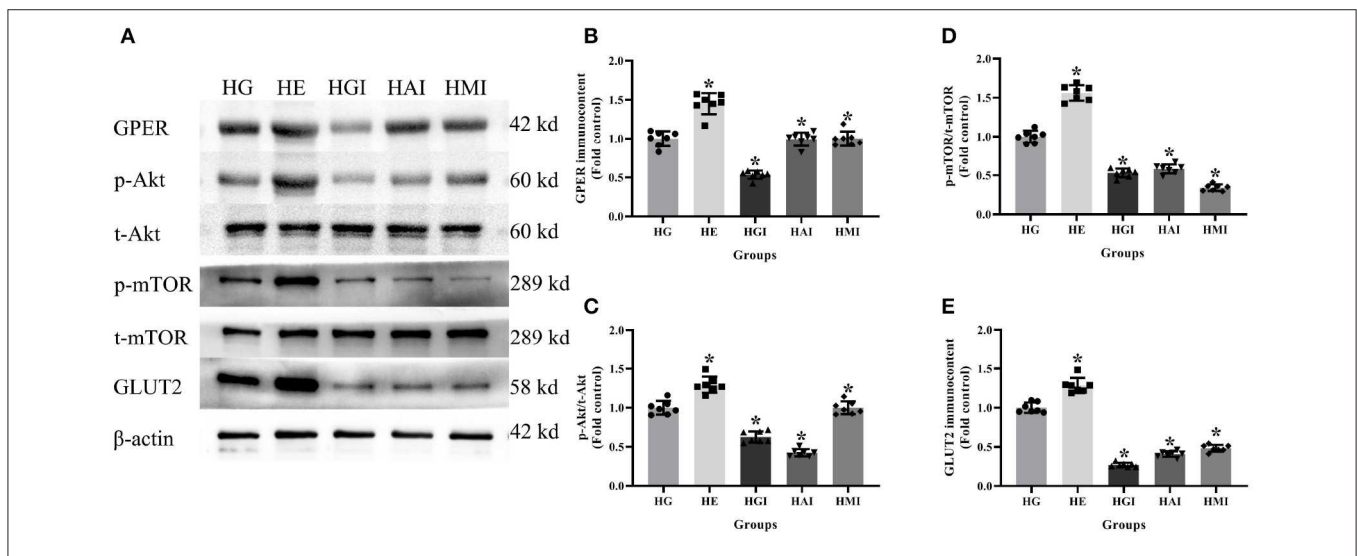 A
HG HE HGI HAI HMI
GPER 42 kd
p-Akt 60 kd
t-Akt 60 kd
p-mTOR 289 kd
t-mTOR 289 kd
GLUT2 58 kd
β-actin 42 kd
B
GPER immunocontent
(Fold control)
2.0
1.5
1.0
0.5
0.0
* * * *
HG HE HGI HAI HMI
Groups
C
p-Akt/t-Akt
(Fold control)
2.0
1.5
1.0
0.5
0.0
* * * *
HG HE HGI HAI HMI
Groups
D
p-mTOR/t-mTOR
(Fold control)
2.0
1.5
1.0
0.5
0.0
* * * *
HG HE HGI HAI HMI
Groups
E
GLUT2 immunocontent
(Fold control)
2.0
1.5
1.0
0.5
0.0
* * * *
HG HE HGI HAI HMI
Groups